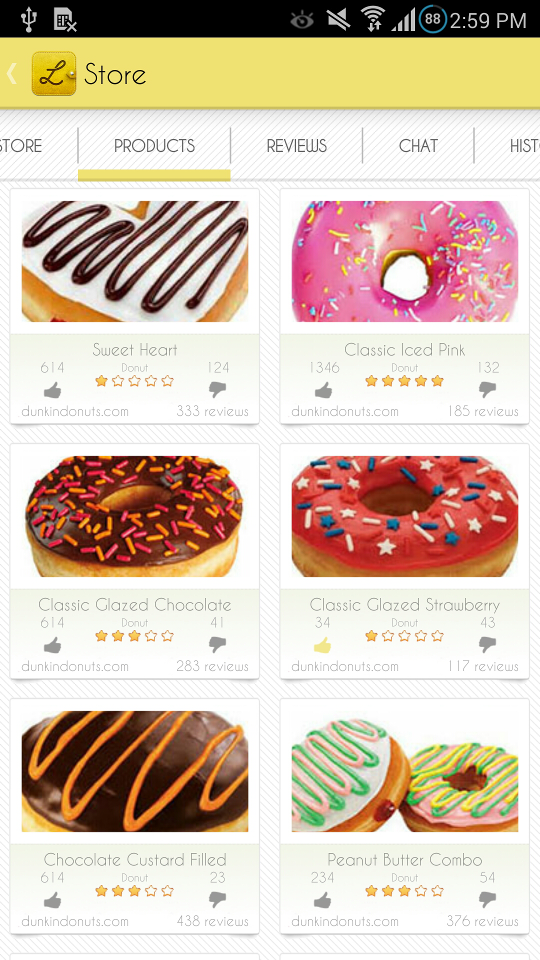 88 2:59 PM
L Store
STORE PRODUCTS REVIEWS CHAT HIST
Sweet Heart
614 Donut 124
dunkindonuts.com 333 reviews
Classic Iced Pink
1346 Donut 132
dunkindonuts.com 185 reviews
Classic Glazed Chocolate
614 Donut 41
dunkindonuts.com 283 reviews
Classic Glazed Strawberry
34 Donut 43
dunkindonuts.com 117 reviews
Chocolate Custard Filled
614 Donut 23
dunkindonuts.com 438 reviews
Peanut Butter Combo
234 Donut 54
dunkindonuts.com 376 reviews